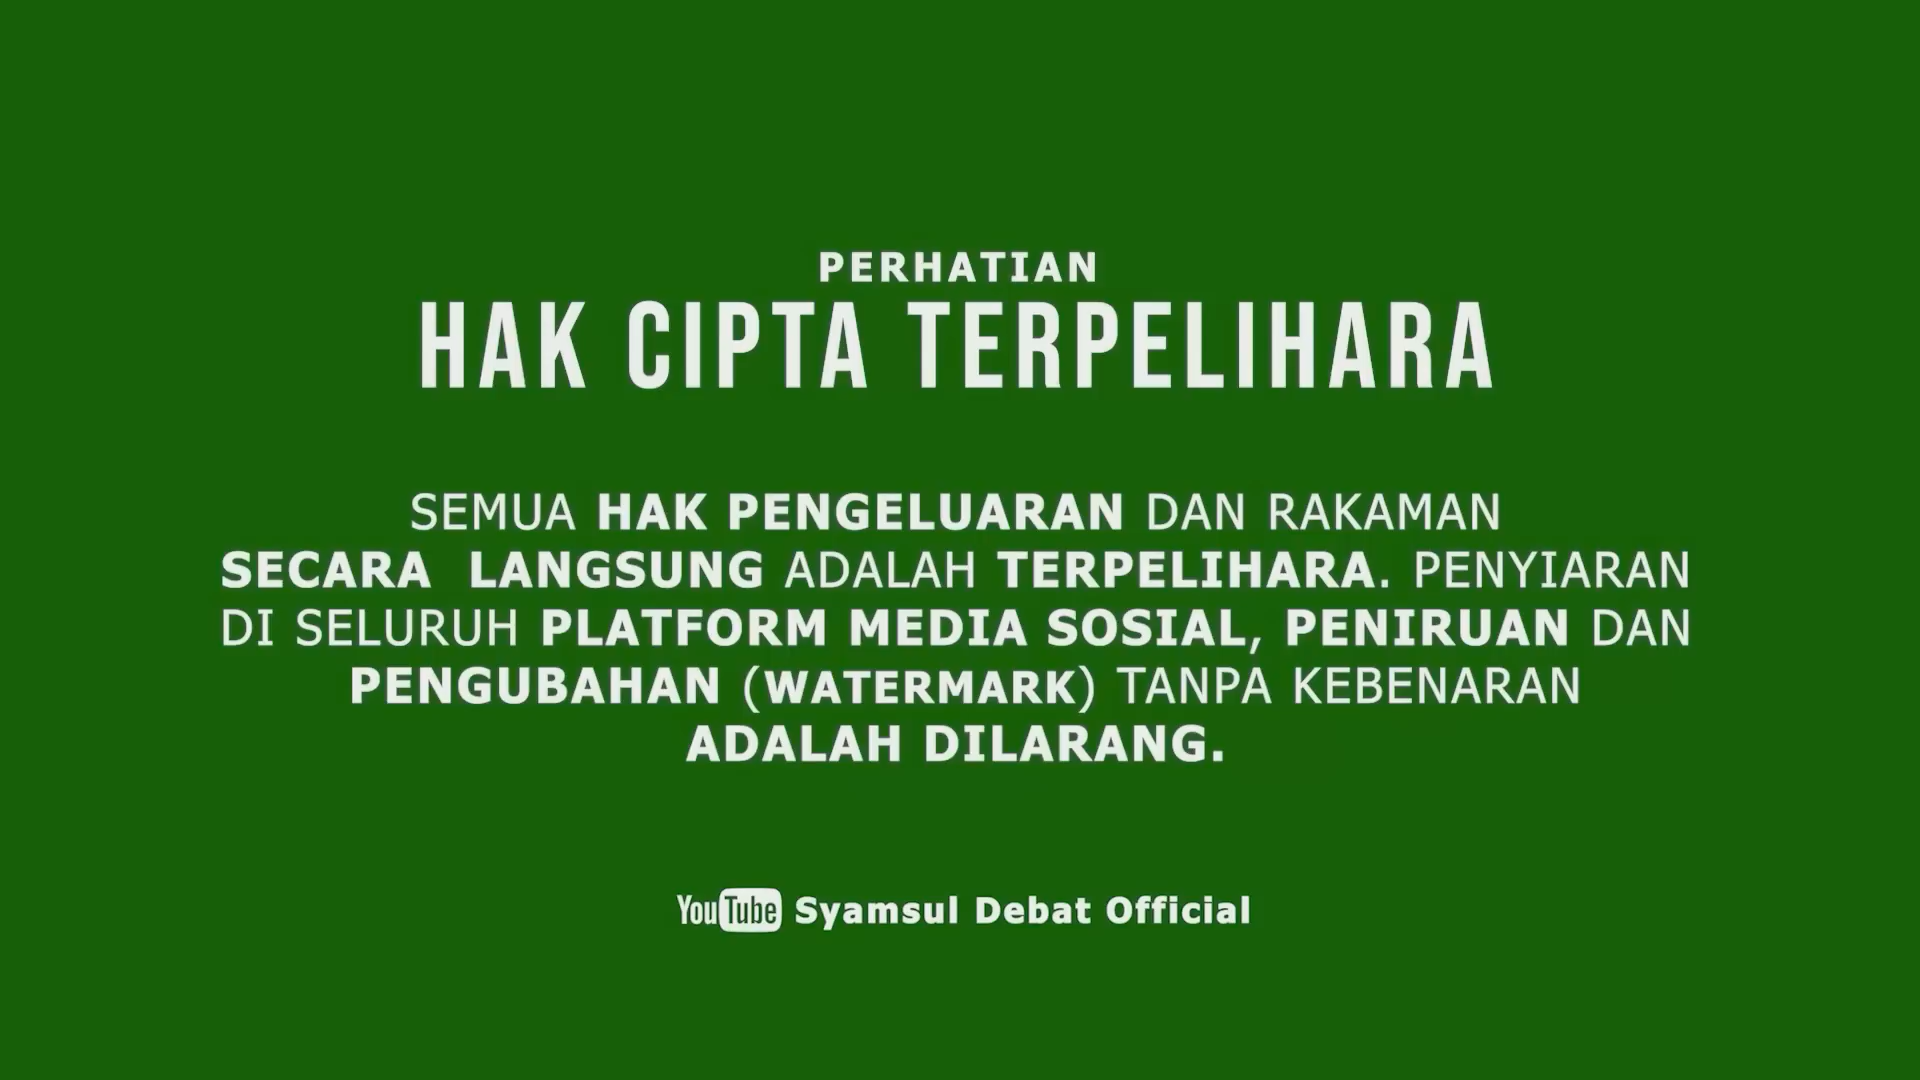 PERHATIAN
HAK CIPTA TERPELIHARA
SEMUA HAK PENGELUARAN DAN RAKAMAN
SECARA LANGSUNG ADALAH TERPELIHARA. PENYIARAN
DI SELURUH PLATFORM MEDIA SOSIAL, PENIRUAN DAN
PENGUBAHAN (WATERMARK) TANPA KEBENARAN
ADALAH DILARANG.
YouTube Syamsul Debat Official